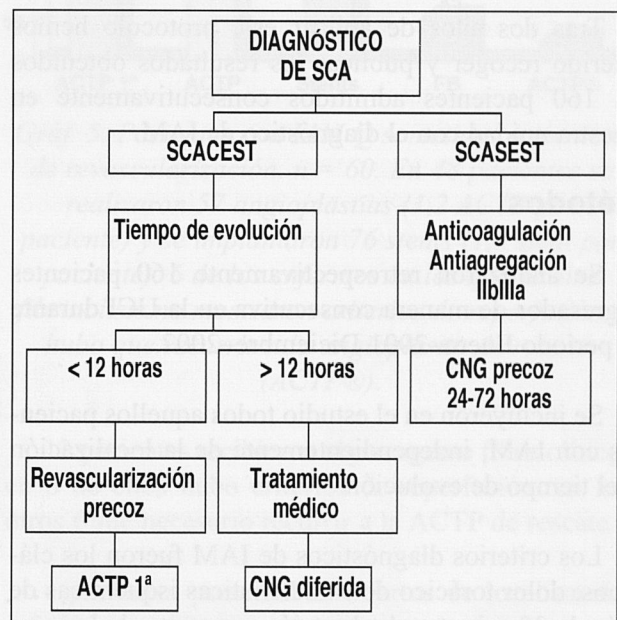 DIAGNÓSTICO
DE SCA
SCACEST
SCASEST
Tiempo de evolución
Anticoagulación
Antiagregación
IIbIIIa
< 12 horas
> 12 horas
CNG precoz
24-72 horas
Revascularización
precoz
Tratamiento
médico
ACTP 1ª
CNG diferida